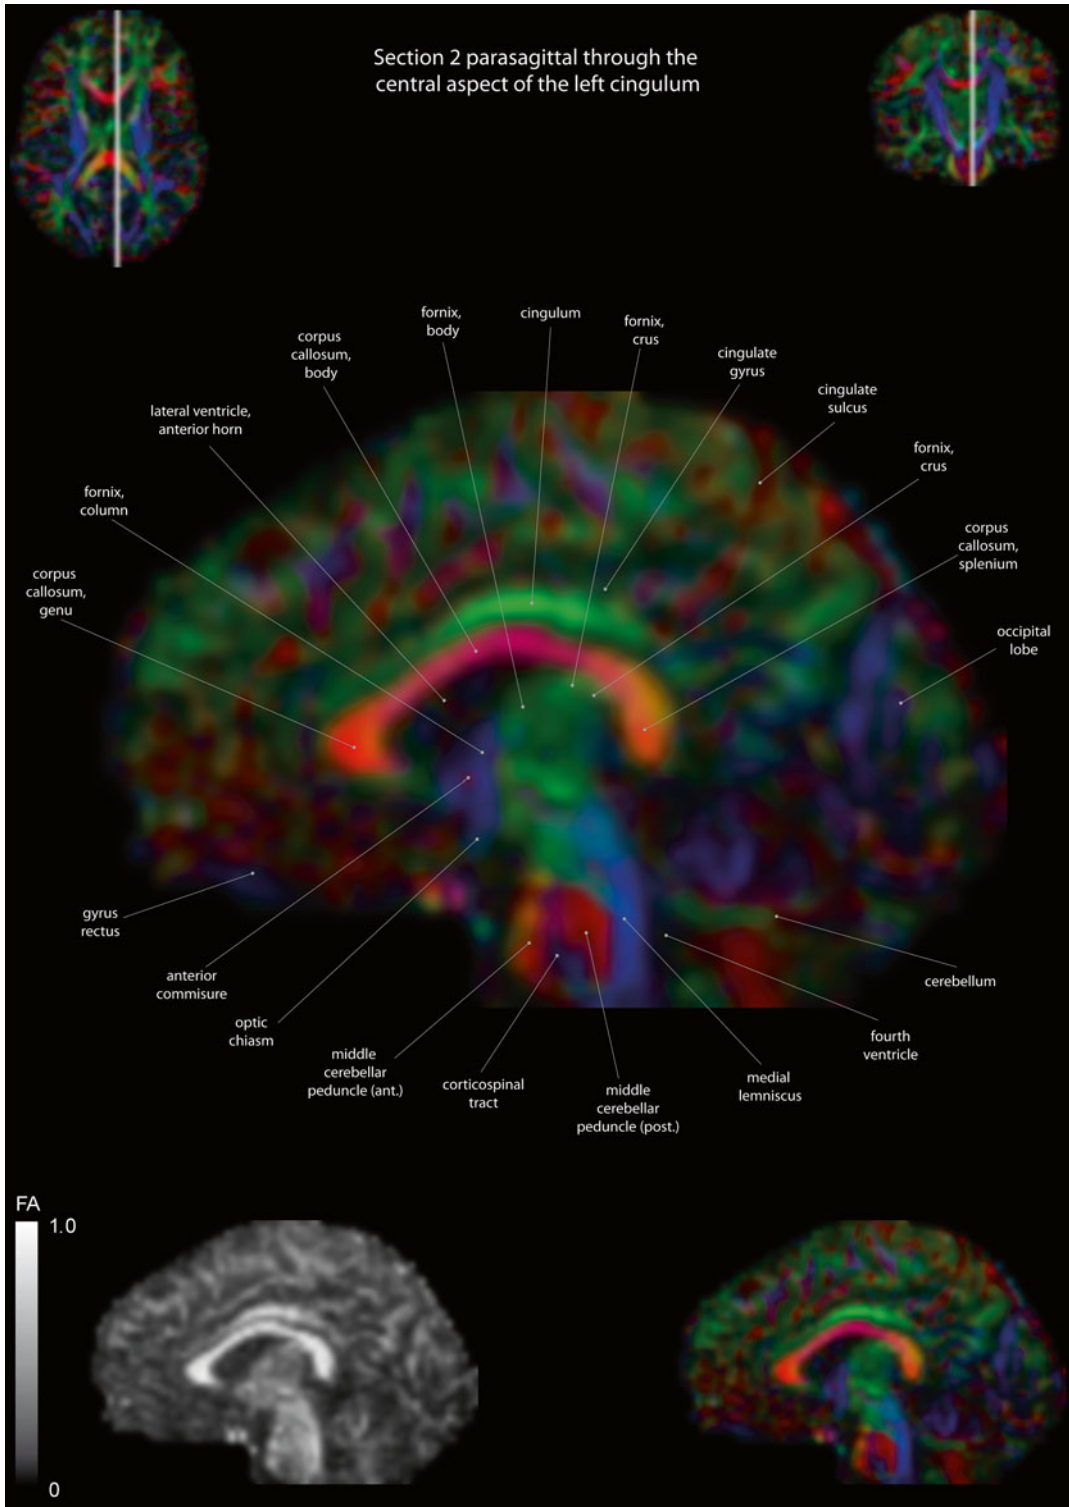 Section 2 parasagittal through the
central aspect of the left cingulum
fornix,
body
cingulum
fornix,
crus
corpus
callosum,
body
cingulate
gyrus
cingulate
sulcus
lateral ventricle,
anterior horn
fornix,
crus
fornix,
column
corpus
callosum,
splenium
corpus
callosum,
genu
occipital
lobe
gyrus
rectus
anterior
commisure
cerebellum
optic
chiasm
fourth
ventricle
middle
cerebellar
peduncle (ant.)
corticospinal
tract
middle
cerebellar
peduncle (post.)
medial
lemniscus
FA
1.0
0